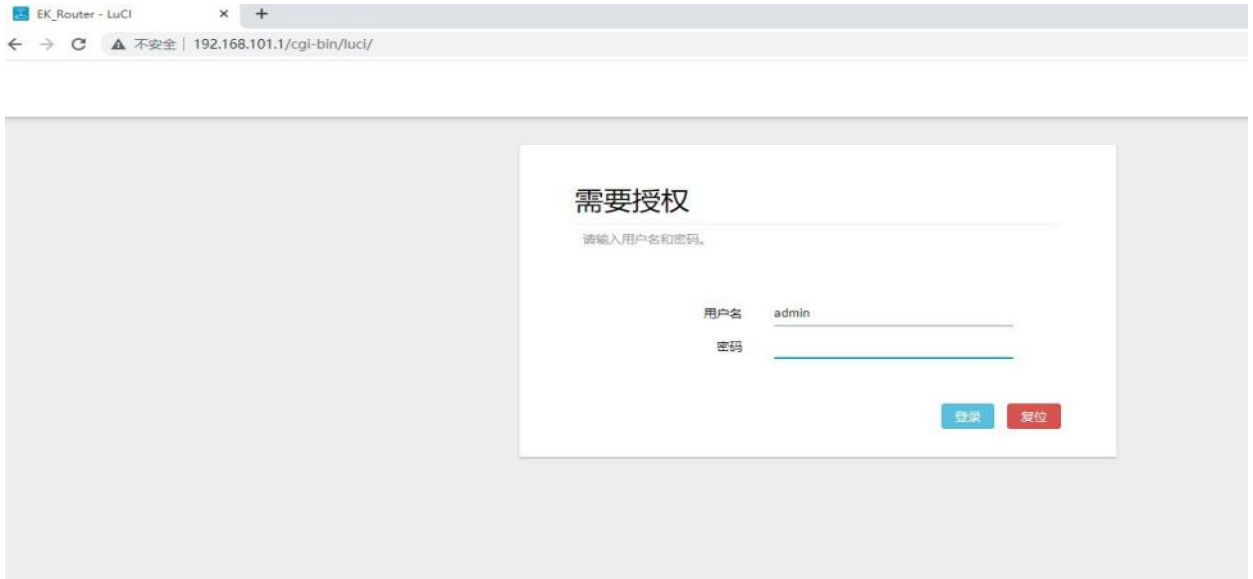 EK_Router - LuCI
不安全 | 192.168.101.1/cgi-bin/luci/
需要授权
请输入用户名和密码。
用户名 admin
密码
登录 复位